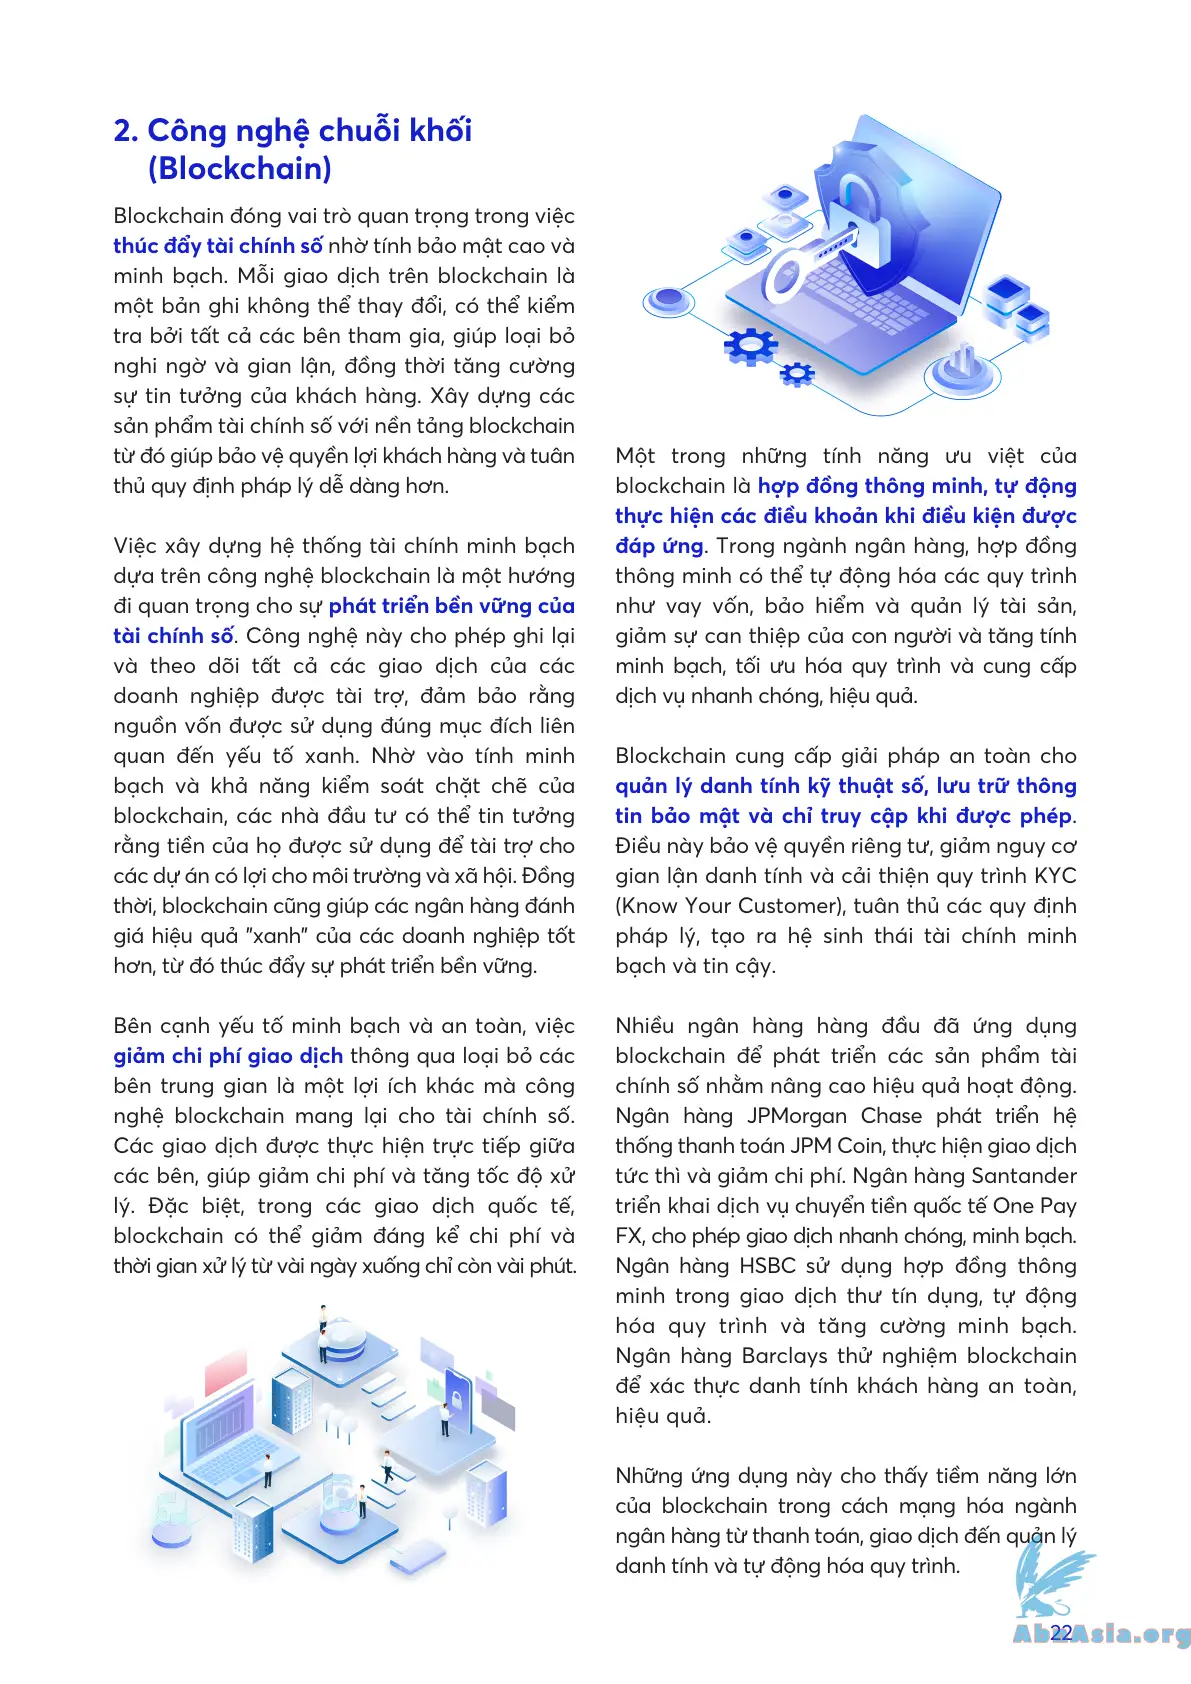 2. Công nghệ chuỗi khối
(Blockchain)
Blockchain đóng vai trò quan trọng trong việc
thúc đẩy tài chính số nhờ tính bảo mật cao và
minh bạch. Mỗi giao dịch trên blockchain là
một bản ghi không thể thay đổi, có thể kiểm
tra bởi tất cả các bên tham gia, giúp loại bỏ
nghi ngờ và gian lận, đồng thời tăng cường
sự tin tưởng của khách hàng. Xây dựng các
sản phẩm tài chính số với nền tảng blockchain
từ đó giúp bảo vệ quyền lợi khách hàng và tuân
thủ quy định pháp lý dễ dàng hơn.
Việc xây dựng hệ thống tài chính minh bạch
dựa trên công nghệ blockchain là một hướng
đi quan trọng cho sự phát triển bền vững của
tài chính số. Công nghệ này cho phép ghi lại
và theo dõi tất cả các giao dịch của các
doanh nghiệp được tài trợ, đảm bảo rằng
nguồn vốn được sử dụng đúng mục đích liên
quan đến yếu tố xanh. Nhờ vào tính minh
bạch và khả năng kiểm soát chặt chẽ của
blockchain, các nhà đầu tư có thể tin tưởng
rằng tiền của họ được sử dụng để tài trợ cho
các dự án có lợi cho môi trường và xã hội. Đồng
thời, blockchain cũng giúp các ngân hàng đánh
giá hiệu quả "xanh" của các doanh nghiệp tốt
hơn, từ đó thúc đẩy sự phát triển bền vững.
Bên cạnh yếu tố minh bạch và an toàn, việc
giảm chi phí giao dịch thông qua loại bỏ các
bên trung gian là một lợi ích khác mà công
nghệ blockchain mang lại cho tài chính số.
Các giao dịch được thực hiện trực tiếp giữa
các bên, giúp giảm chi phí và tăng tốc độ xử
lý. Đặc biệt, trong các giao dịch quốc tế,
blockchain có thể giảm đáng kể chi phí và
thời gian xử lý từ vài ngày xuống chỉ còn vài phút.
Một trong những tính năng ưu việt của
blockchain là hợp đồng thông minh, tự động
thực hiện các điều khoản khi điều kiện được
đáp ứng. Trong ngành ngân hàng, hợp đồng
thông minh có thể tự động hóa các quy trình
như vay vốn, bảo hiểm và quản lý tài sản,
giảm sự can thiệp của con người và tăng tính
minh bạch, tối ưu hóa quy trình và cung cấp
dịch vụ nhanh chóng, hiệu quả.
Blockchain cung cấp giải pháp an toàn cho
quản lý danh tính kỹ thuật số, lưu trữ thông
tin bảo mật và chỉ truy cập khi được phép.
Điều này bảo vệ quyền riêng tư, giảm nguy cơ
gian lận danh tính và cải thiện quy trình KYC
(Know Your Customer), tuân thủ các quy định
pháp lý, tạo ra hệ sinh thái tài chính minh
bạch và tin cậy.
Nhiều ngân hàng hàng đầu đã ứng dụng
blockchain để phát triển các sản phẩm tài
chính số nhằm nâng cao hiệu quả hoạt động.
Ngân hàng JPMorgan Chase phát triển hệ
thống thanh toán JPM Coin, thực hiện giao dịch
tức thì và giảm chi phí. Ngân hàng Santander
triển khai dịch vụ chuyển tiền quốc tế One Pay
FX, cho phép giao dịch nhanh chóng, minh bạch.
Ngân hàng HSBC sử dụng hợp đồng thông
minh trong giao dịch thư tín dụng, tự động
hóa quy trình và tăng cường minh bạch.
Ngân hàng Barclays thử nghiệm blockchain
để xác thực danh tính khách hàng an toàn,
hiệu quả.
Những ứng dụng này cho thấy tiềm năng lớn
của blockchain trong cách mạng hóa ngành
ngân hàng từ thanh toán, giao dịch đến quản lý
danh tính và tự động hóa quy trình.
22